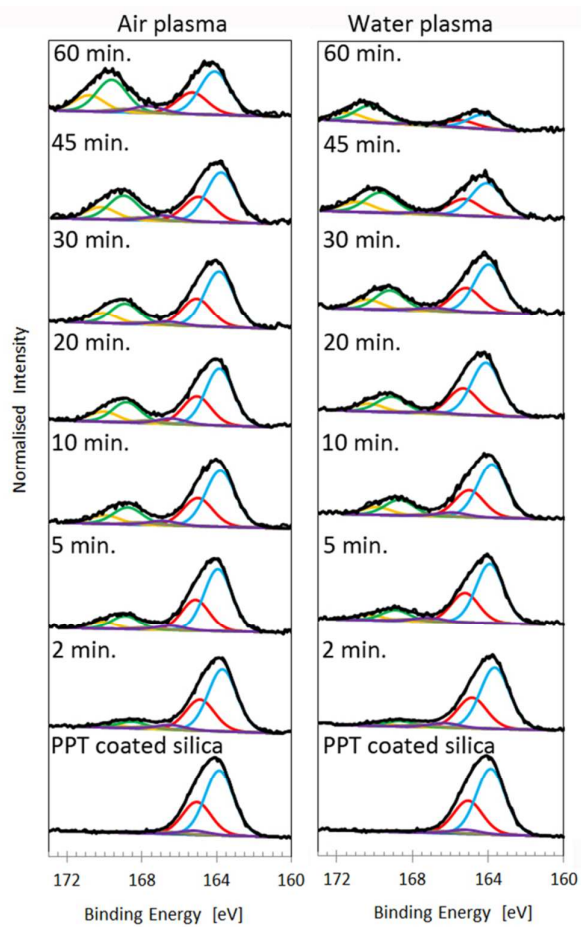 Air plasma
60 min.
45 min.
30 min.
20 min.
10 min.
5 min.
2 min.
PPT coated silica
172 168 164 160
Binding Energy [eV]
Normalised Intensity
Water plasma
60 min.
45 min.
30 min.
20 min.
10 min.
5 min.
2 min.
PPT coated silica
172 168 164 160
Binding Energy [eV]